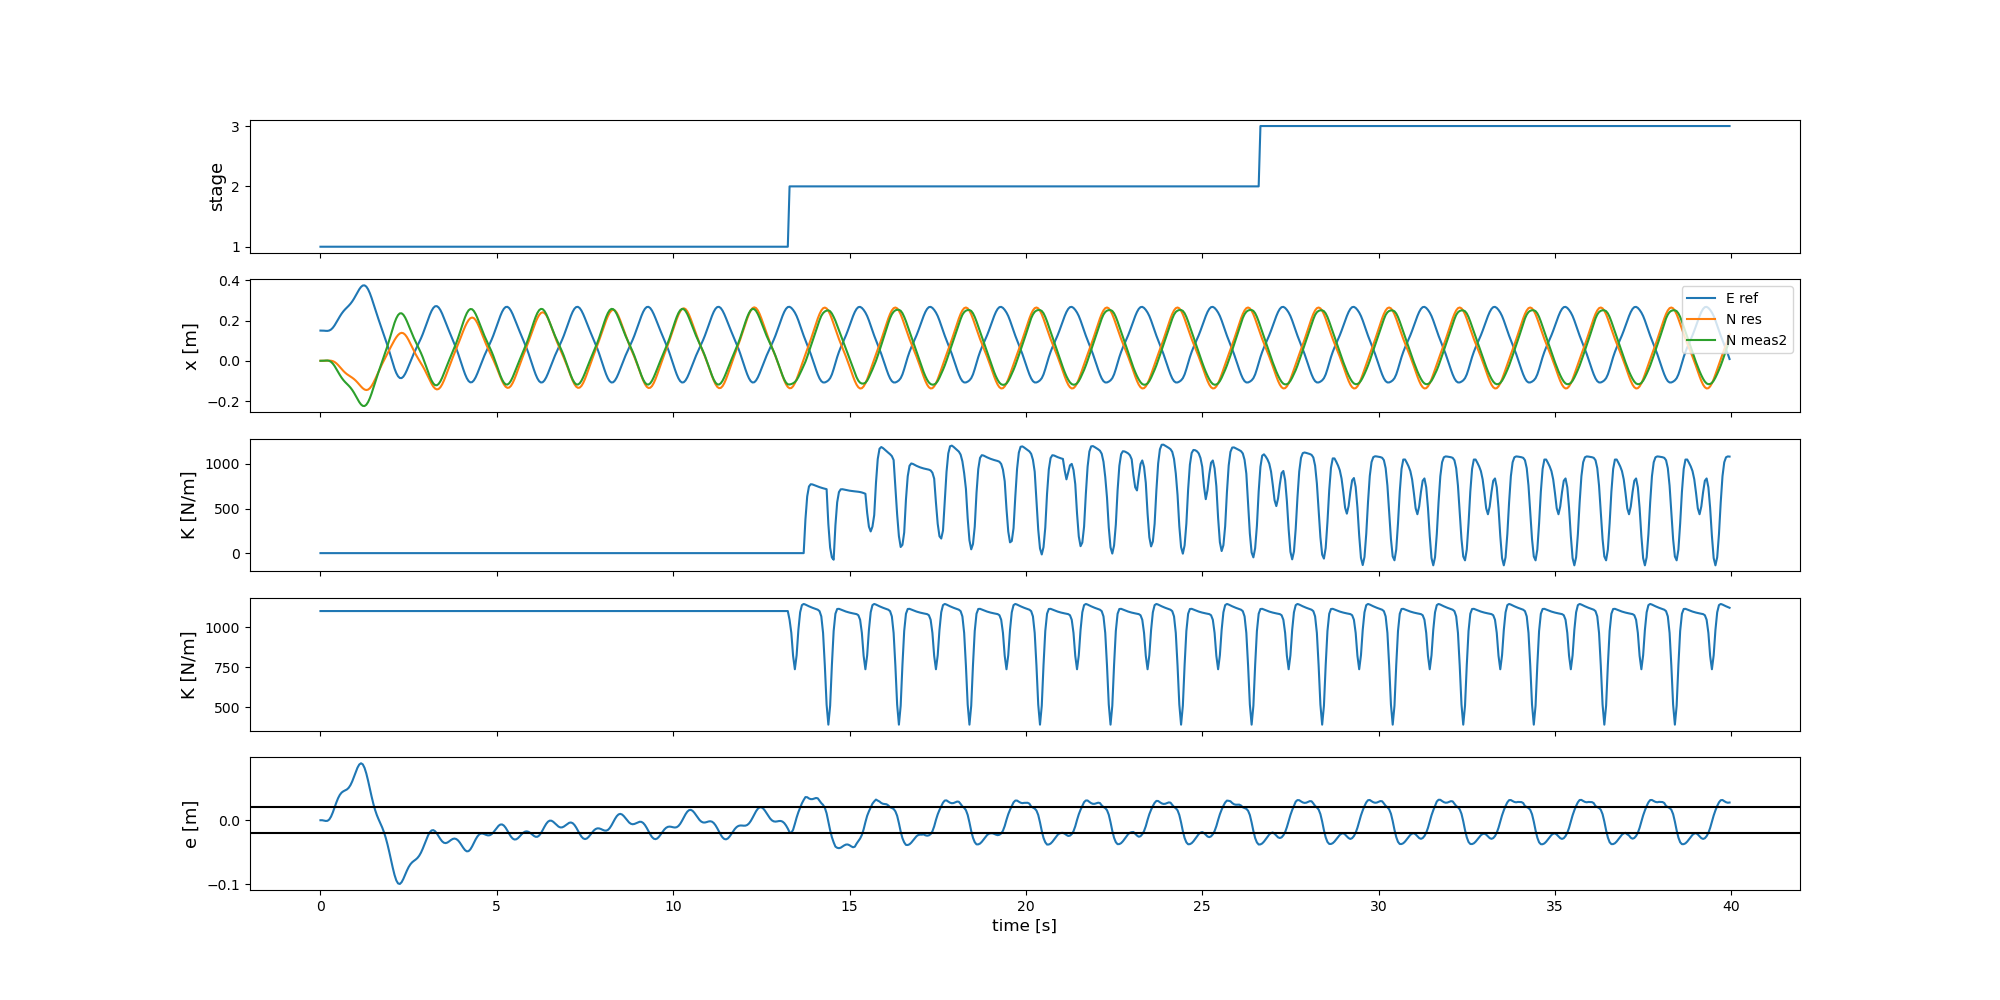 stage
3
2
1
x [m]
0.4
0.2
0.0
−0.2
E ref
N res
N meas2
K [N/m]
1000
500
0
K [N/m]
1000
750
500
e [m]
0.0
−0.1
0 5 10 15 20 25 30 35 40
time [s]